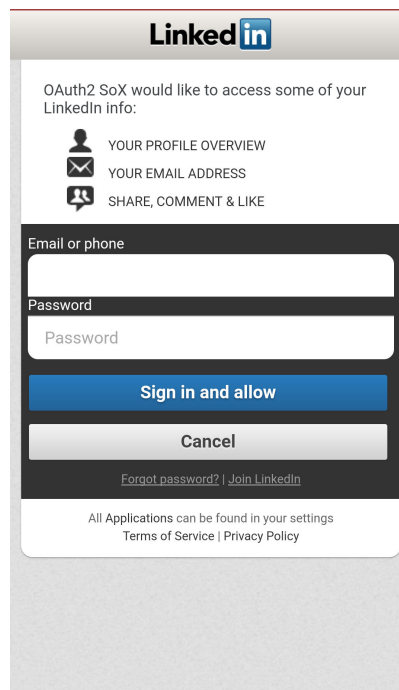 Linked in
OAuth2 SoX would like to access some of your
LinkedIn info:
YOUR PROFILE OVERVIEW
YOUR EMAIL ADDRESS
SHARE, COMMENT & LIKE
Email or phone
Password
Password
Sign in and allow
Cancel
Forgot password? | Join LinkedIn
All Applications can be found in your settings
Terms of Service | Privacy Policy